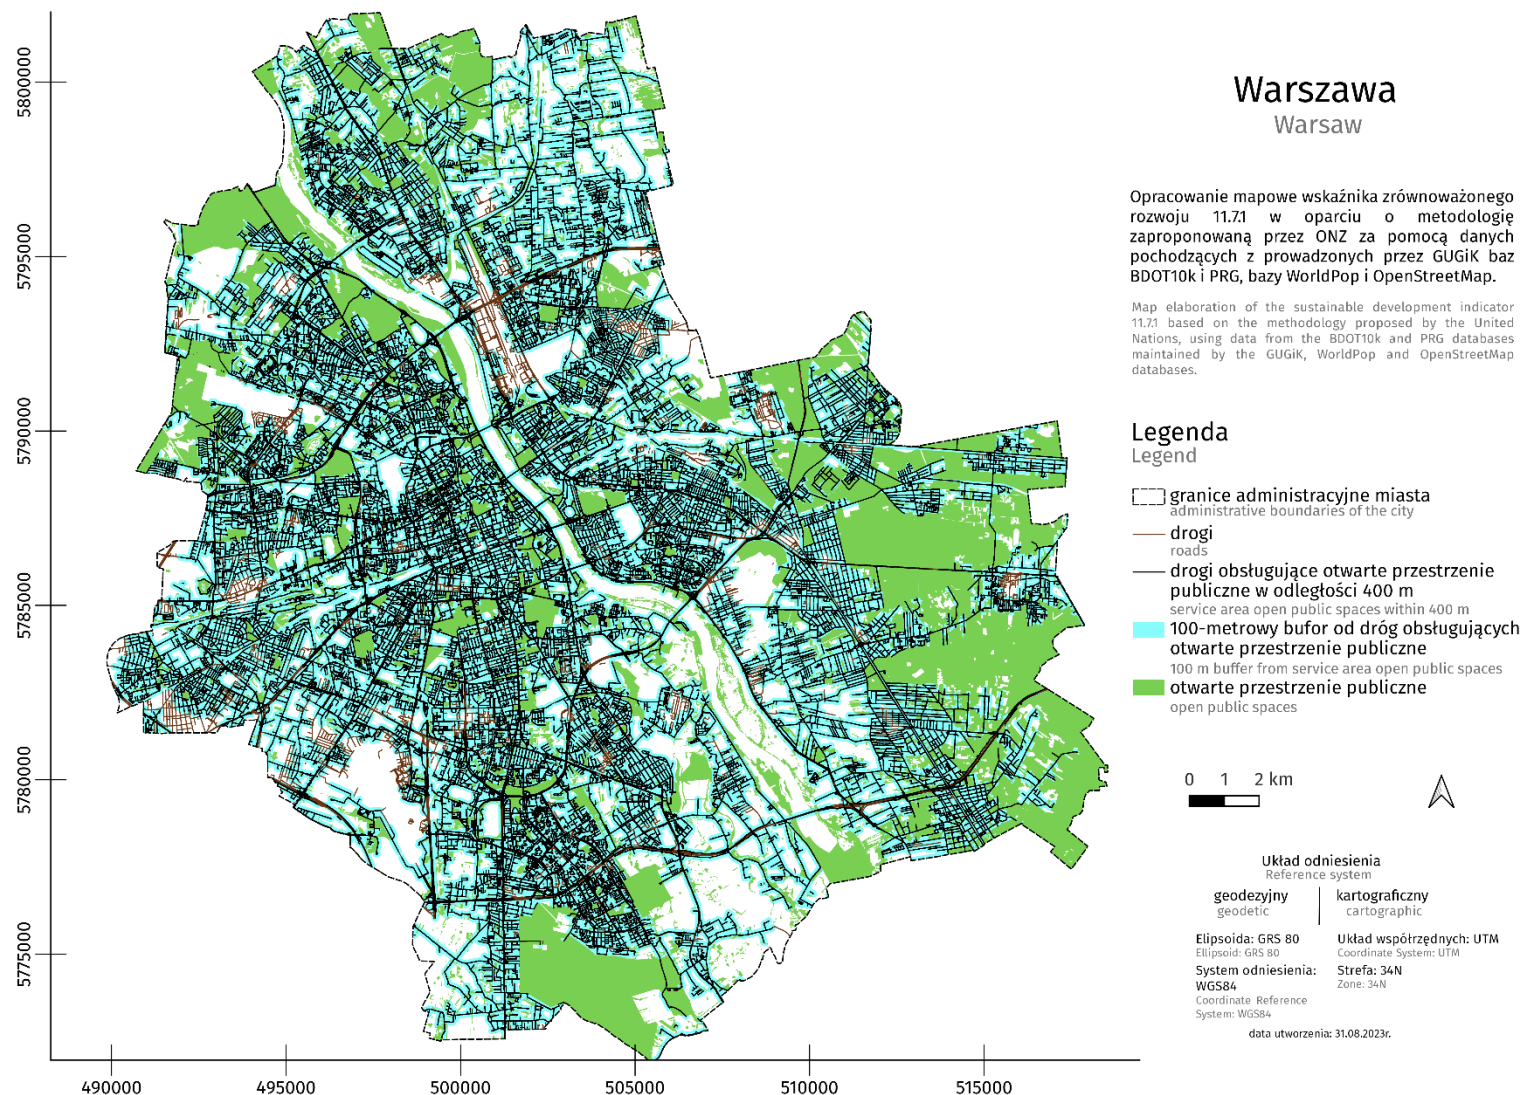 Warszawa
Warsaw
Opracowanie mapowe wskaźnika zrównoważonego
rozwoju 11.7.1 w oparciu o metodologię
zaproponowaną przez ONZ za pomocą danych
pochodzących z prowadzonych przez GUGiK baz
BDOT10k i PRG, bazy WorldPop i OpenStreetMap.
Map elaboration of the sustainable development indicator
11.7.1 based on the methodology proposed by the United
Nations, using data from the BDOT10k and PRG databases
maintained by the GUGiK, WorldPop and OpenStreetMap
databases.
Legenda
Legend
granice administracyjne miasta
administrative boundaries of the city
drogi
roads
drogi obsługujące otwarte przestrzenie
publiczne w odległości 400 m
service area open public spaces within 400 m
100-metrowy bufor od dróg obsługujących
otwarte przestrzenie publiczne
100 m buffer from service area open public spaces
otwarte przestrzenie publiczne
open public spaces
0 1 2 km
Układ odniesienia
Reference system
geodezyjny
geodetic
kartograficzny
cartographic
Elipsoida: GRS 80
Ellipsoid: GRS 80
System odniesienia:
WGS84
Coordinate Reference
System: WGS84
Układ współrzędnych: UTM
Coordinate System: UTM
Strefa: 34N
Zone: 34N
data utworzenia: 31.08.2023r.
5800000
5795000
5790000
5785000
5780000
5775000
490000 495000 500000 505000 510000 515000